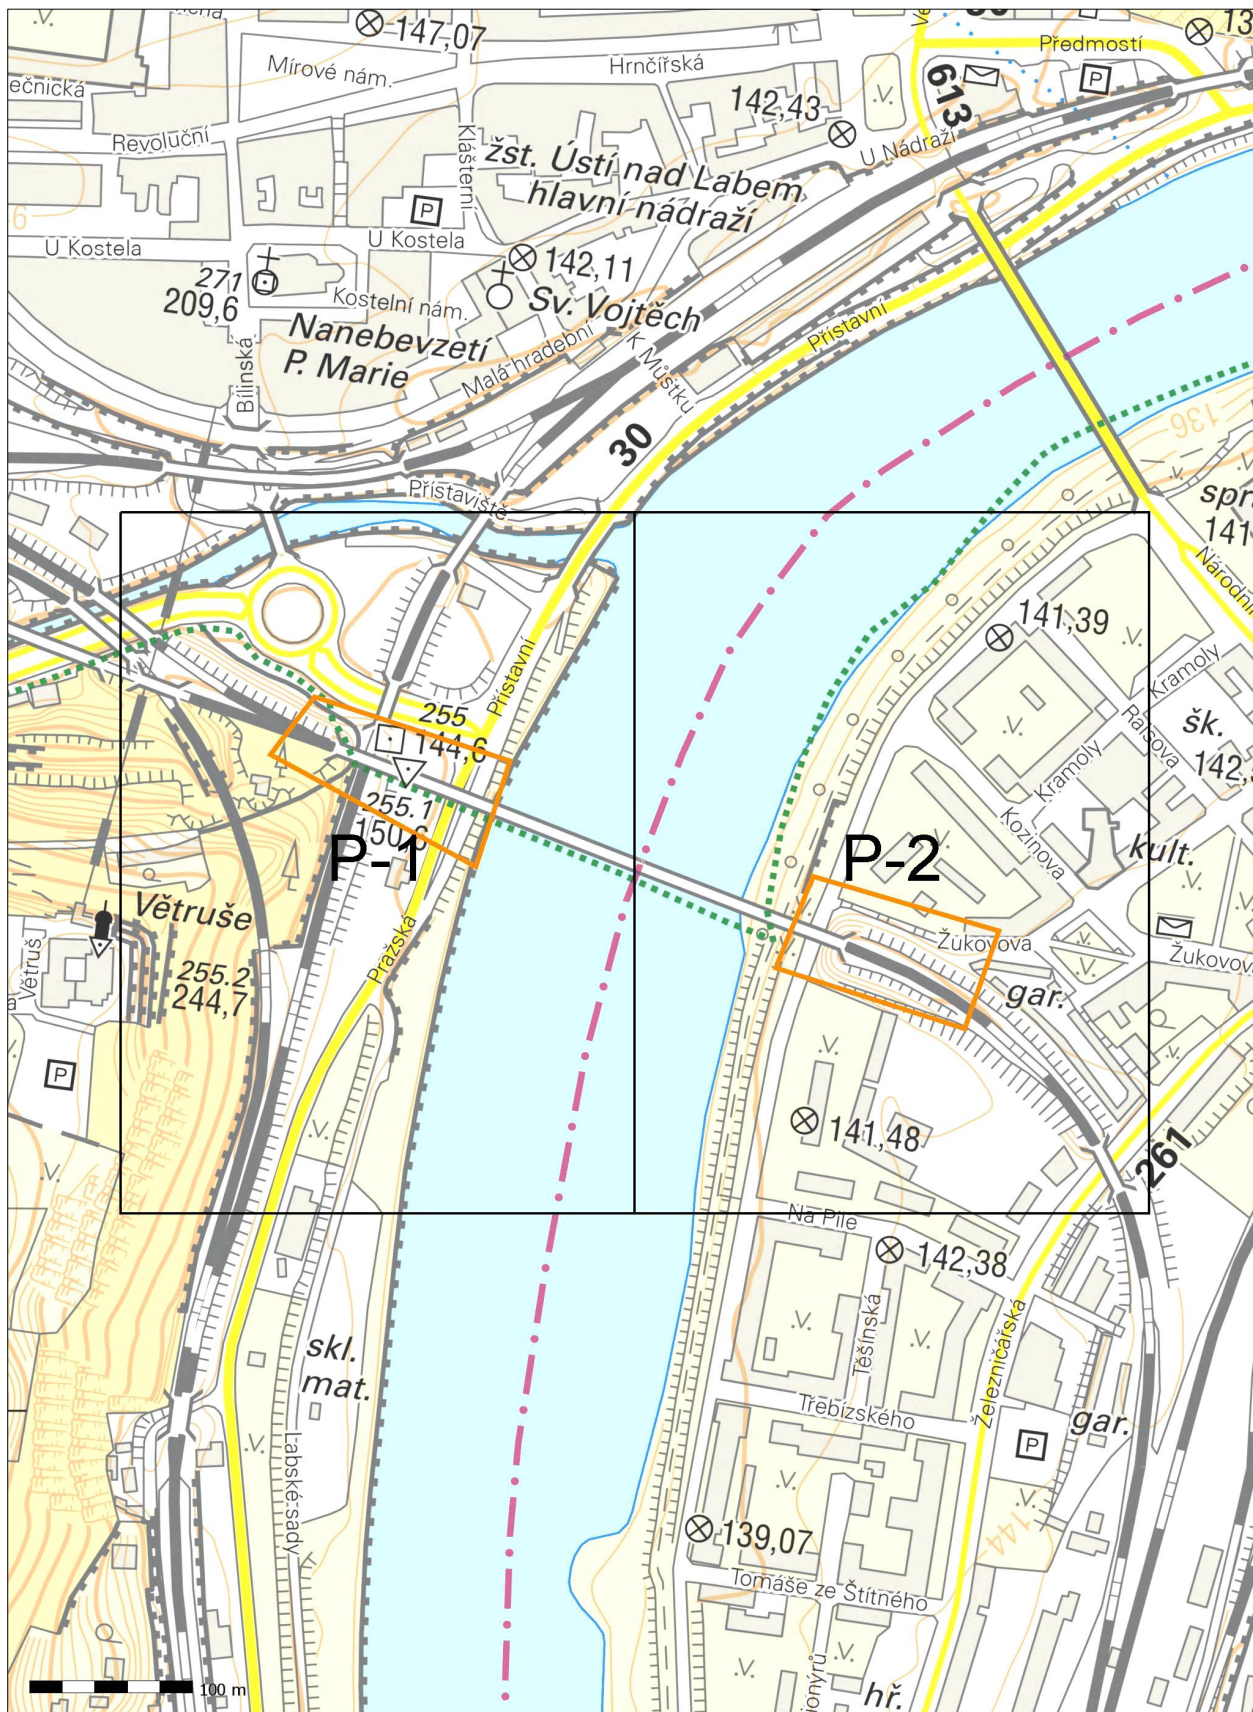 147,07
Mírové nám.
Hrnčířská
Předmostí
P
613
142,43
ečnická
Revoluční
Klášterní
U Nádraží
žst. Ústí nad Labem
hlavní nádraží
P
U Kostela
U Kostela
142,11
271
209,6
Kostelní nám.
Sv. Vojtěch
Nanebevzetí
P. Marie
Bílinská
Malá hradební
K Můstku
Přístavní
30
136
Přístaviště
spr.
141
Národní
141,39
Kramoly
Raisova
šk.
142,
Kramoly
Kozinova
kult.
Přístavní
255
144,6
255.1
P-1
P-2
Větruše
Větruš
255.2
244,7
Pražská
Žukovova
Žukovova
gar.
P
141,48
261
Na Pile
142,38
Těšínská
Železničářská
skl.
mat.
Třebízského
gar.
P
Labské sady
144
139,07
Tomáše ze Štítného
ionýrů
hř.
100 m